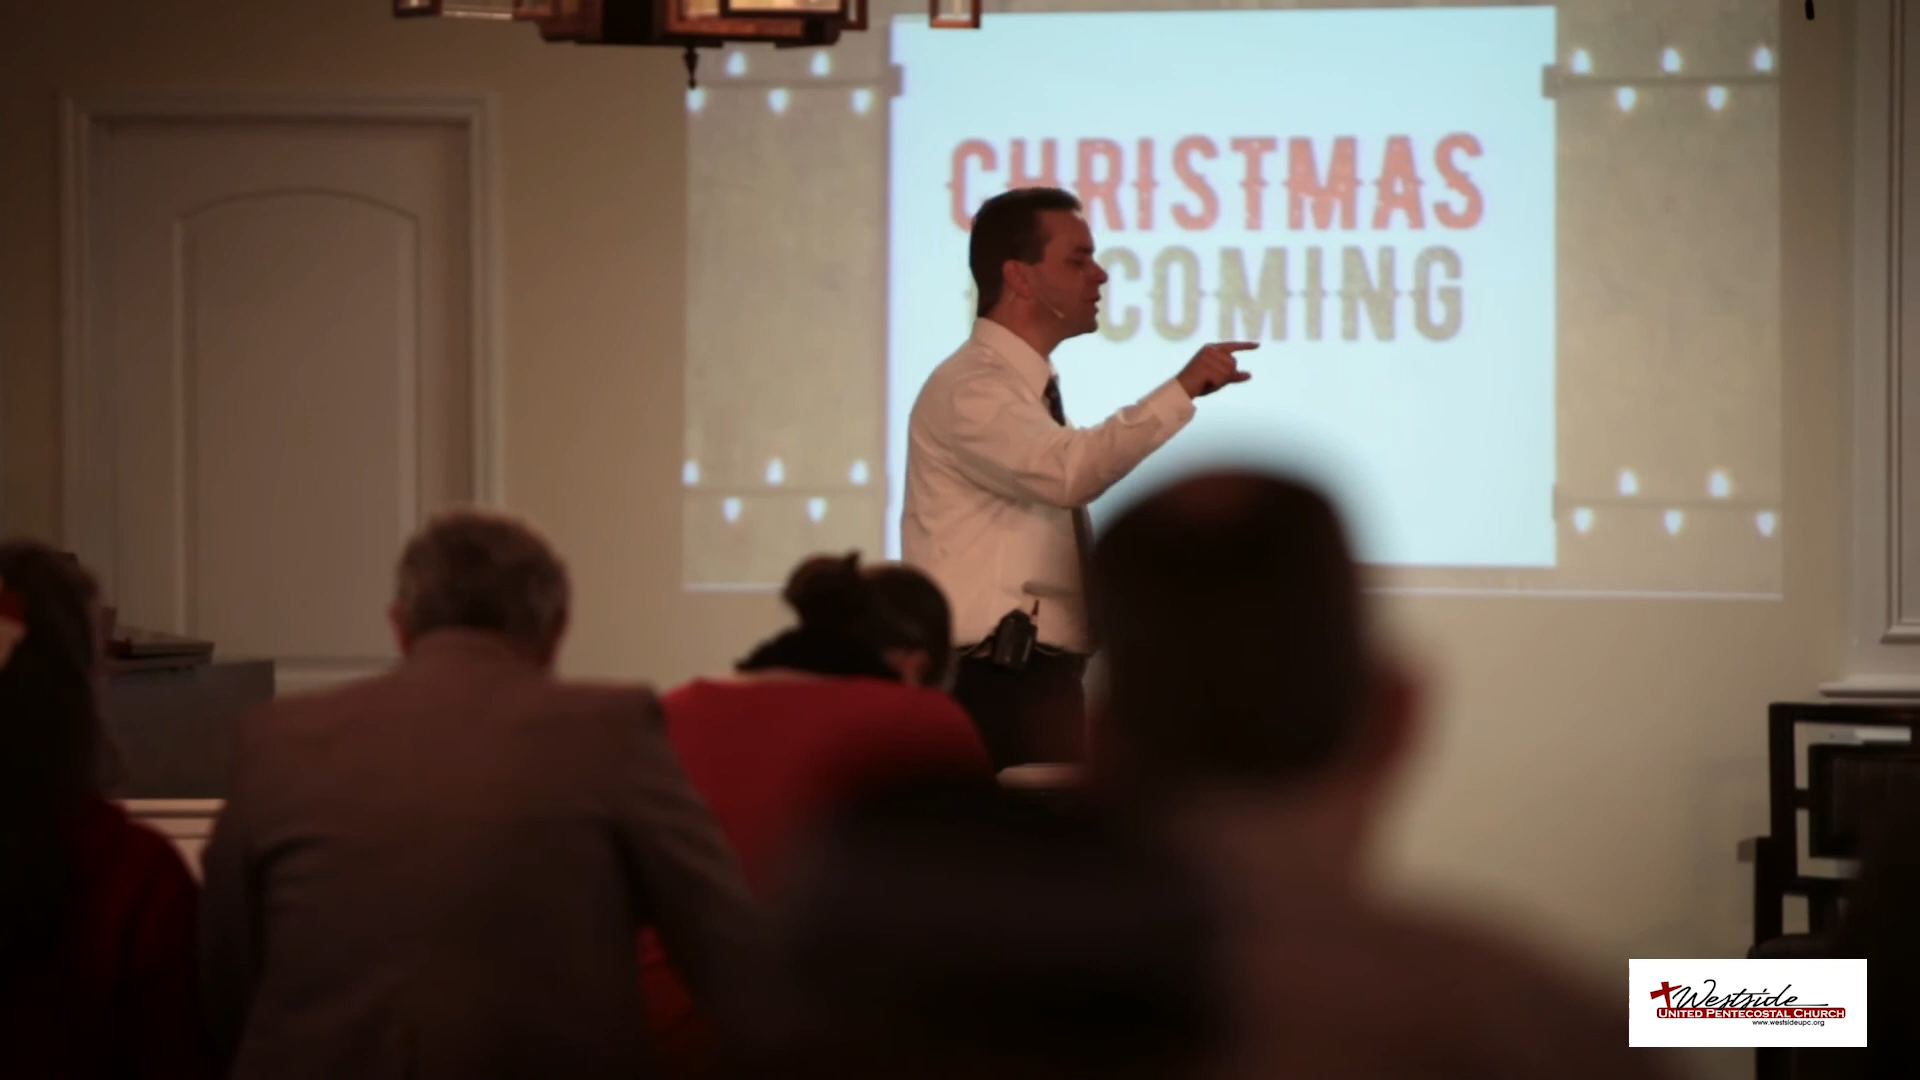 CHRISTMAS
COMING
Westside
UNITED PENTECOSTAL CHURCH
www.westsideupc.org